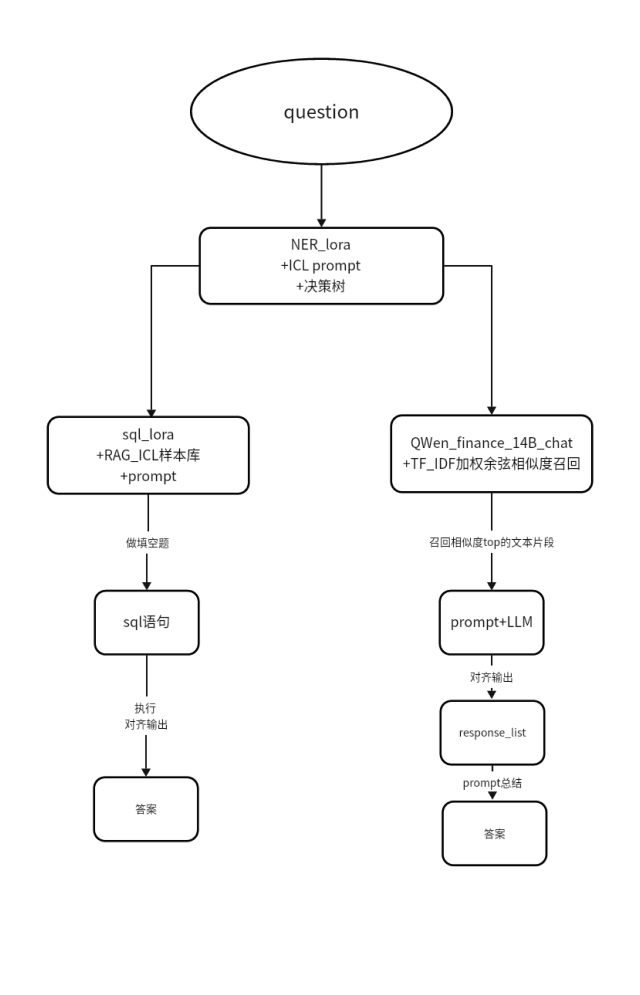 question
NER_lora
+ICL prompt
+决策树
sql_lora
+RAG_ICL样本库
+prompt
QWen_finance_14B_chat
+TF_IDF加权余弦相似度召回
做填空题
召回相似度top的文本片段
sql语句
prompt+LLM
对齐输出
执行
对齐输出
response_list
prompt总结
答案
答案